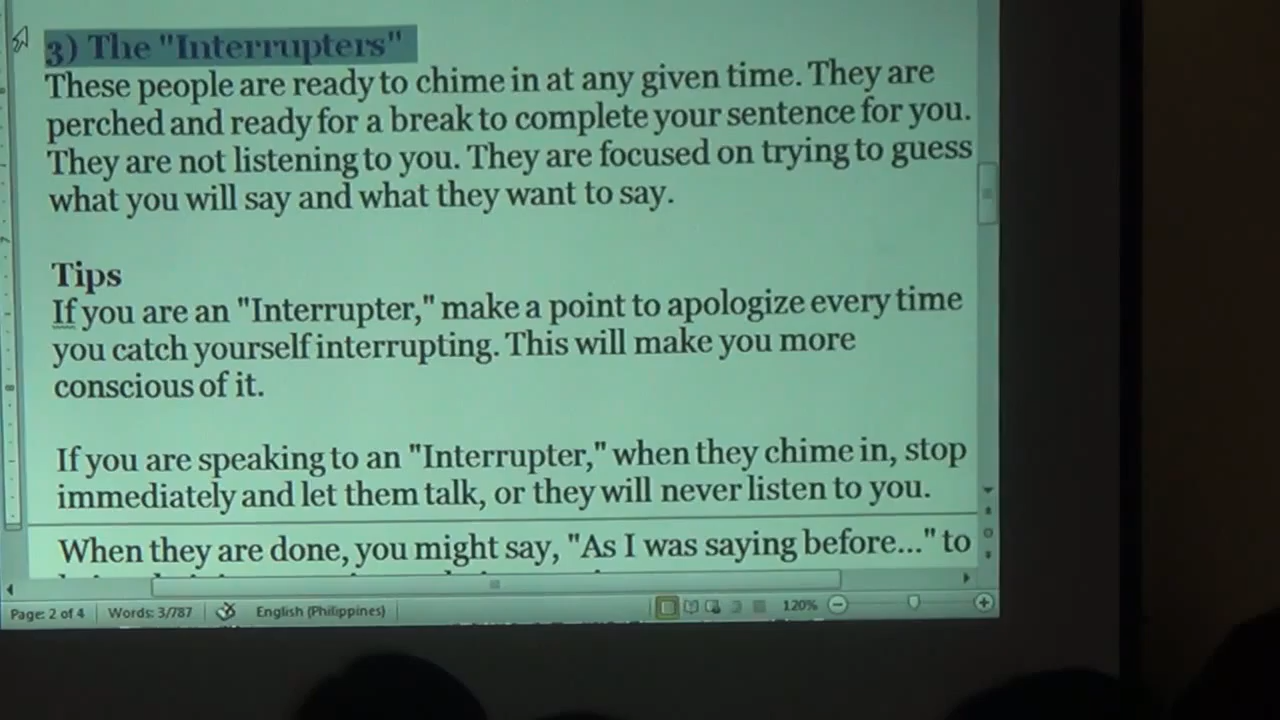 3) The "Interrupters"
These people are ready to chime in at any given time. They are
perched and ready for a break to complete your sentence for you.
They are not listening to you. They are focused on trying to guess
what you will say and what they want to say.
Tips
If you are an "Interrupter," make a point to apologize every time
you catch yourself interrupting. This will make you more
conscious of it.
If you are speaking to an "Interrupter," when they chime in, stop
immediately and let them talk, or they will never listen to you.
When they are done, you might say, "As I was saying before..." to
Page: 2 of 4 Words: 3/787 English (Philippines) 120%